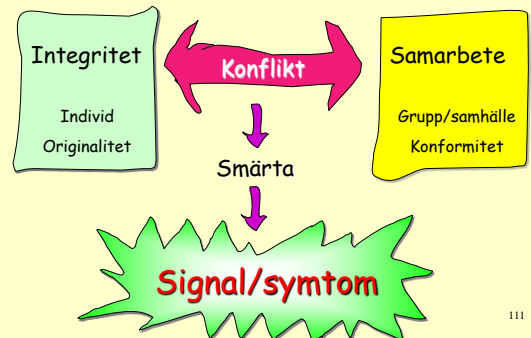 Integritet
Individ
Originalitet
Konflikt
Samarbete
Grupp/samhälle
Konformitet
Smärta
Signal/symtom
111